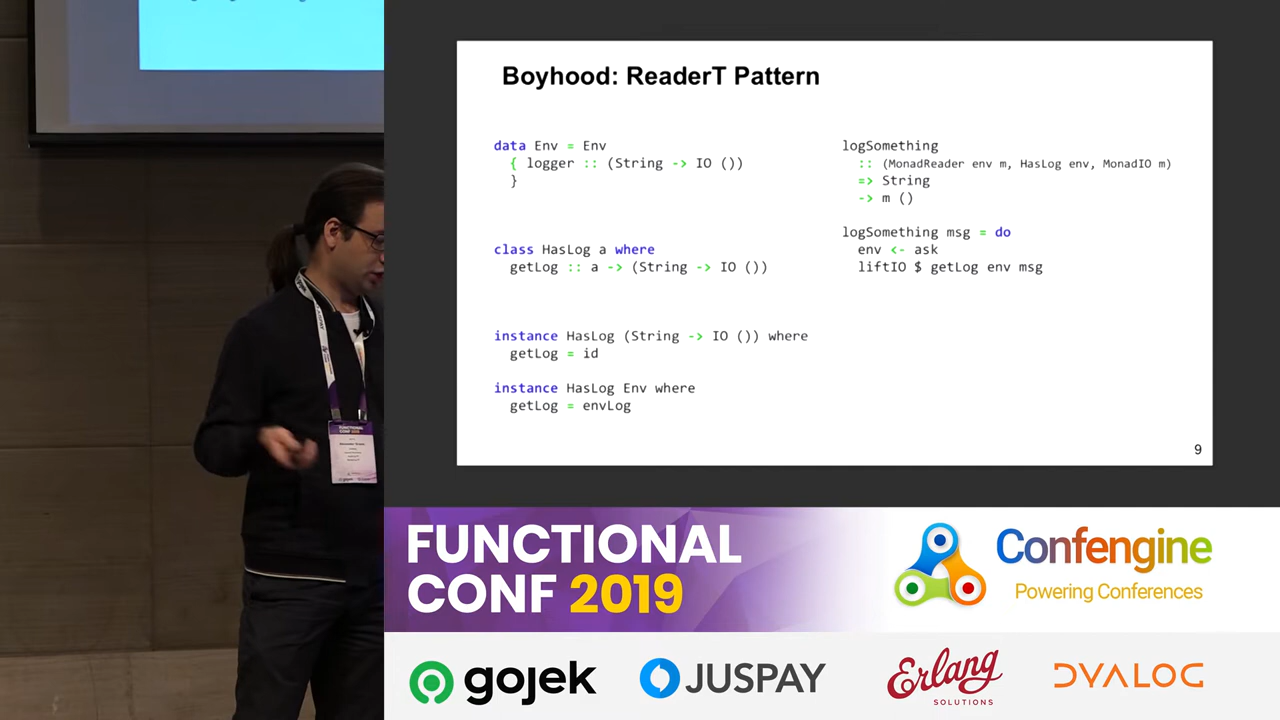 Boyhood: ReaderT Pattern
data Env = Env
{ logger :: (String -> IO ())
}
class HasLog a where
getLog :: a -> (String -> IO ())
instance HasLog (String -> IO ()) where
getLog = id
instance HasLog Env where
getLog = envLog
logSomething
:: (MonadReader env m, HasLog env, MonadIO m)
=> String
-> m ()
logSomething msg = do
env <- ask
liftIO $ getLog env msg
9
FUNCTIONAL
CONF 2019
Confengine
Powering Conferences
gojek
JUSPAY
Erlang
SOLUTIONS
DYALOG
FUNCTIONAL